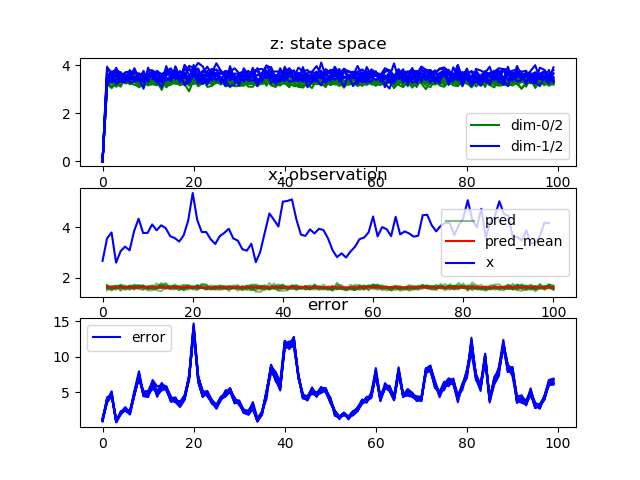 z: state space
4
2
0
dim-0/2
dim-1/2
0 20 40 60 80 100
x: observation
4
2
pred
pred_mean
x
0 20 40 60 80 100
error
15
10
5
error
0 20 40 60 80 100